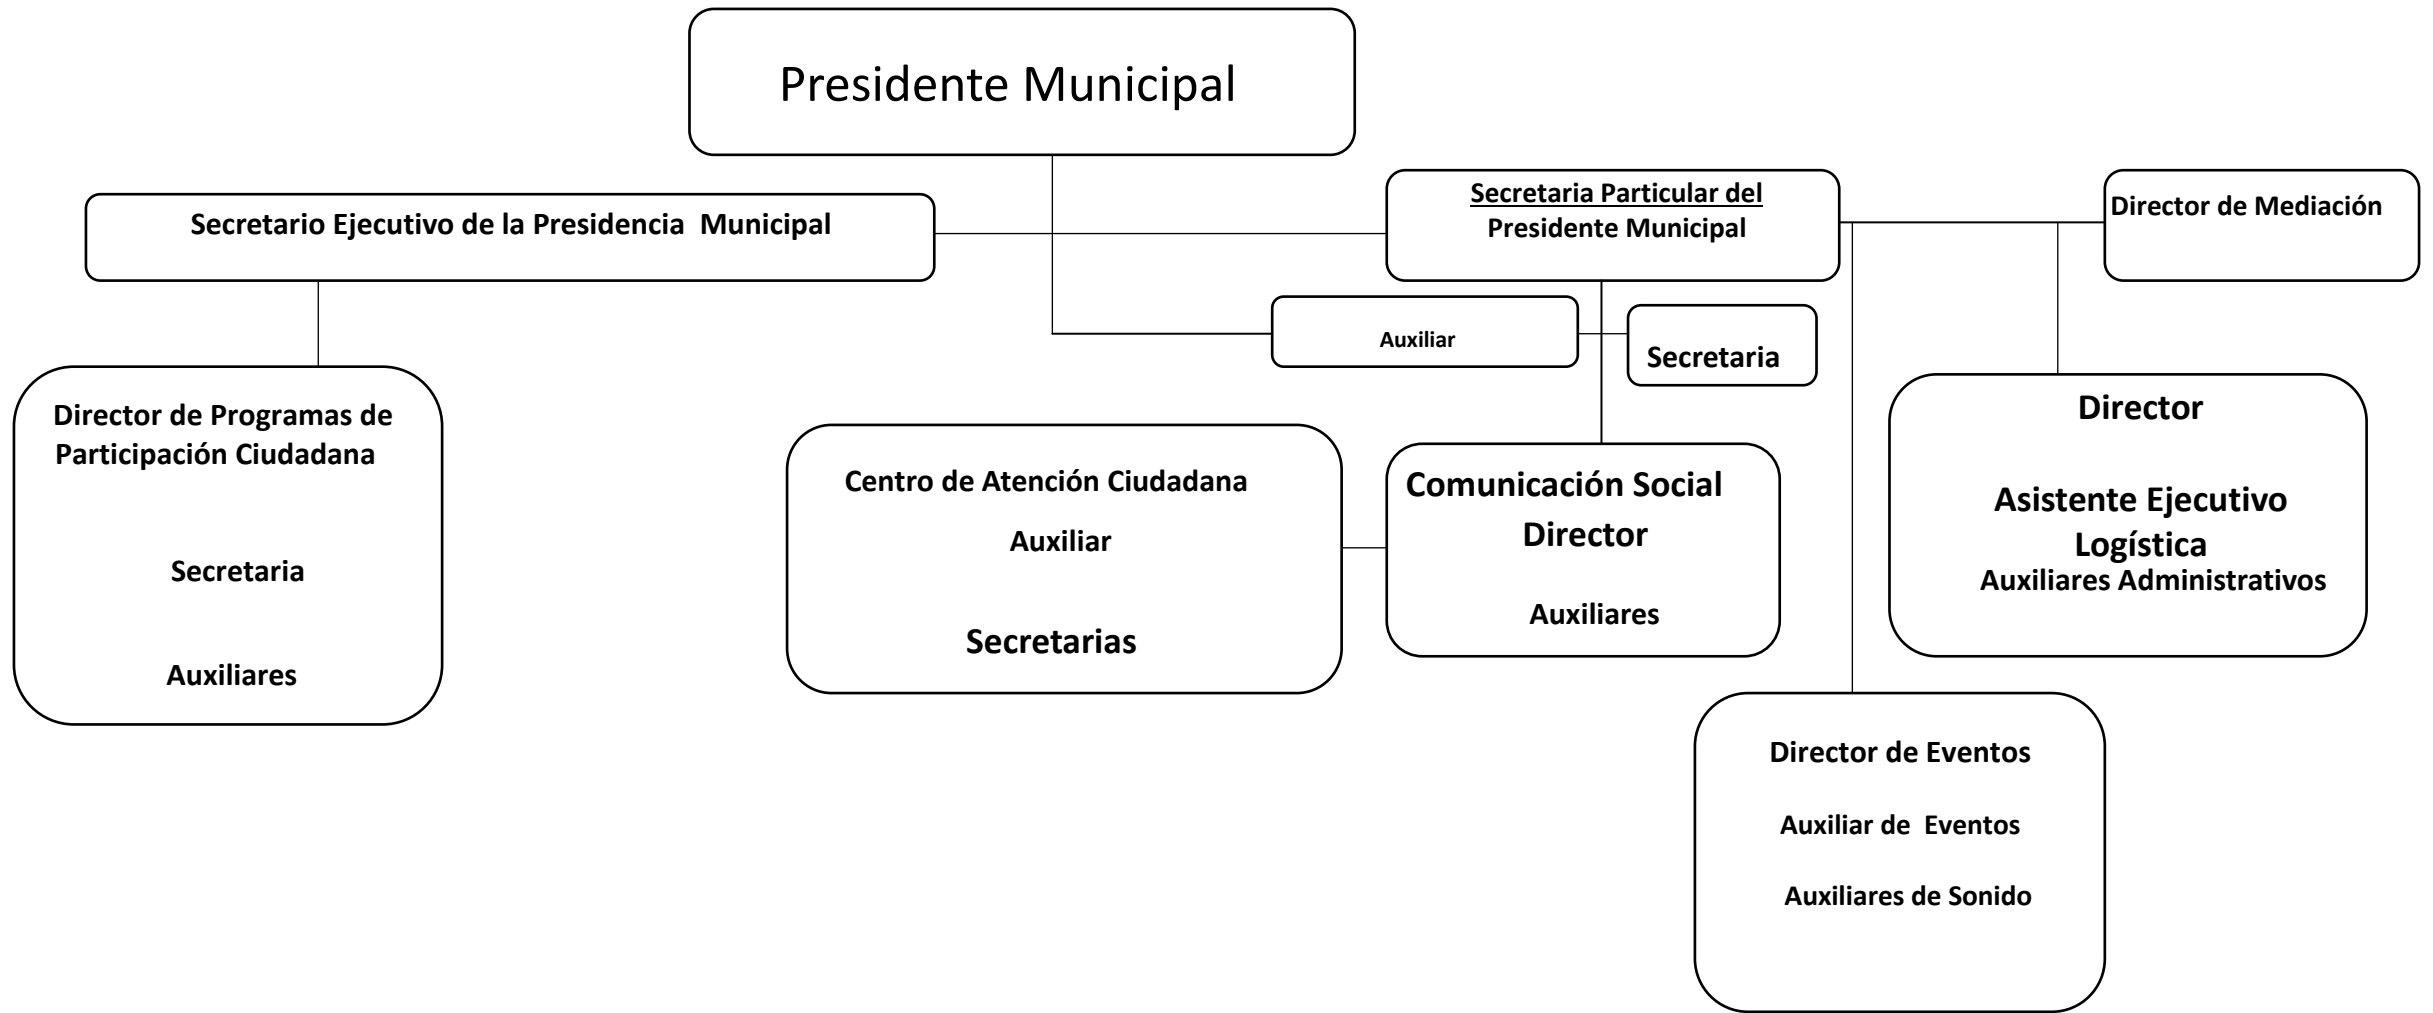 Presidente Municipal
Secretario Ejecutivo de la Presidencia  Municipal
Secretaria Particular del
Presidente Municipal
Director de Mediación
Auxiliar
Secretaria
Director de Programas de
Participación Ciudadana
Secretaria
Auxiliares
Centro de Atención Ciudadana
Auxiliar
Secretarias
Comunicación Social
Director
Auxiliares
Director
Asistente Ejecutivo
Logística
Auxiliares Administrativos
Director de Eventos
Auxiliar de  Eventos
Auxiliares de Sonido